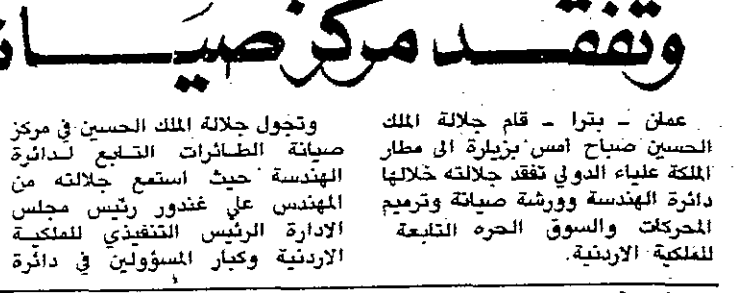 وتفقد مركز صيا
عمان - بترا - قام جلالة الملك
الحسين صباح امس بزيارة الى مطار
الملكة علياء الدولي تفقد جلالته خلالها
دائرة الهندسة وورشة صيانة وترميم
المحركات والسوق الحره التابعة
للملكية الاردنية.
وتجول جلالة الملك الحسين في مركز
صيانة الطائرات التابع لدائرة
الهندسة حيث استمع جلالته من
المهندس علي غندور رئيس مجلس
الادارة الرئيس التنفيذي للملكية
الاردنية وكبار المسؤولين في دائرة